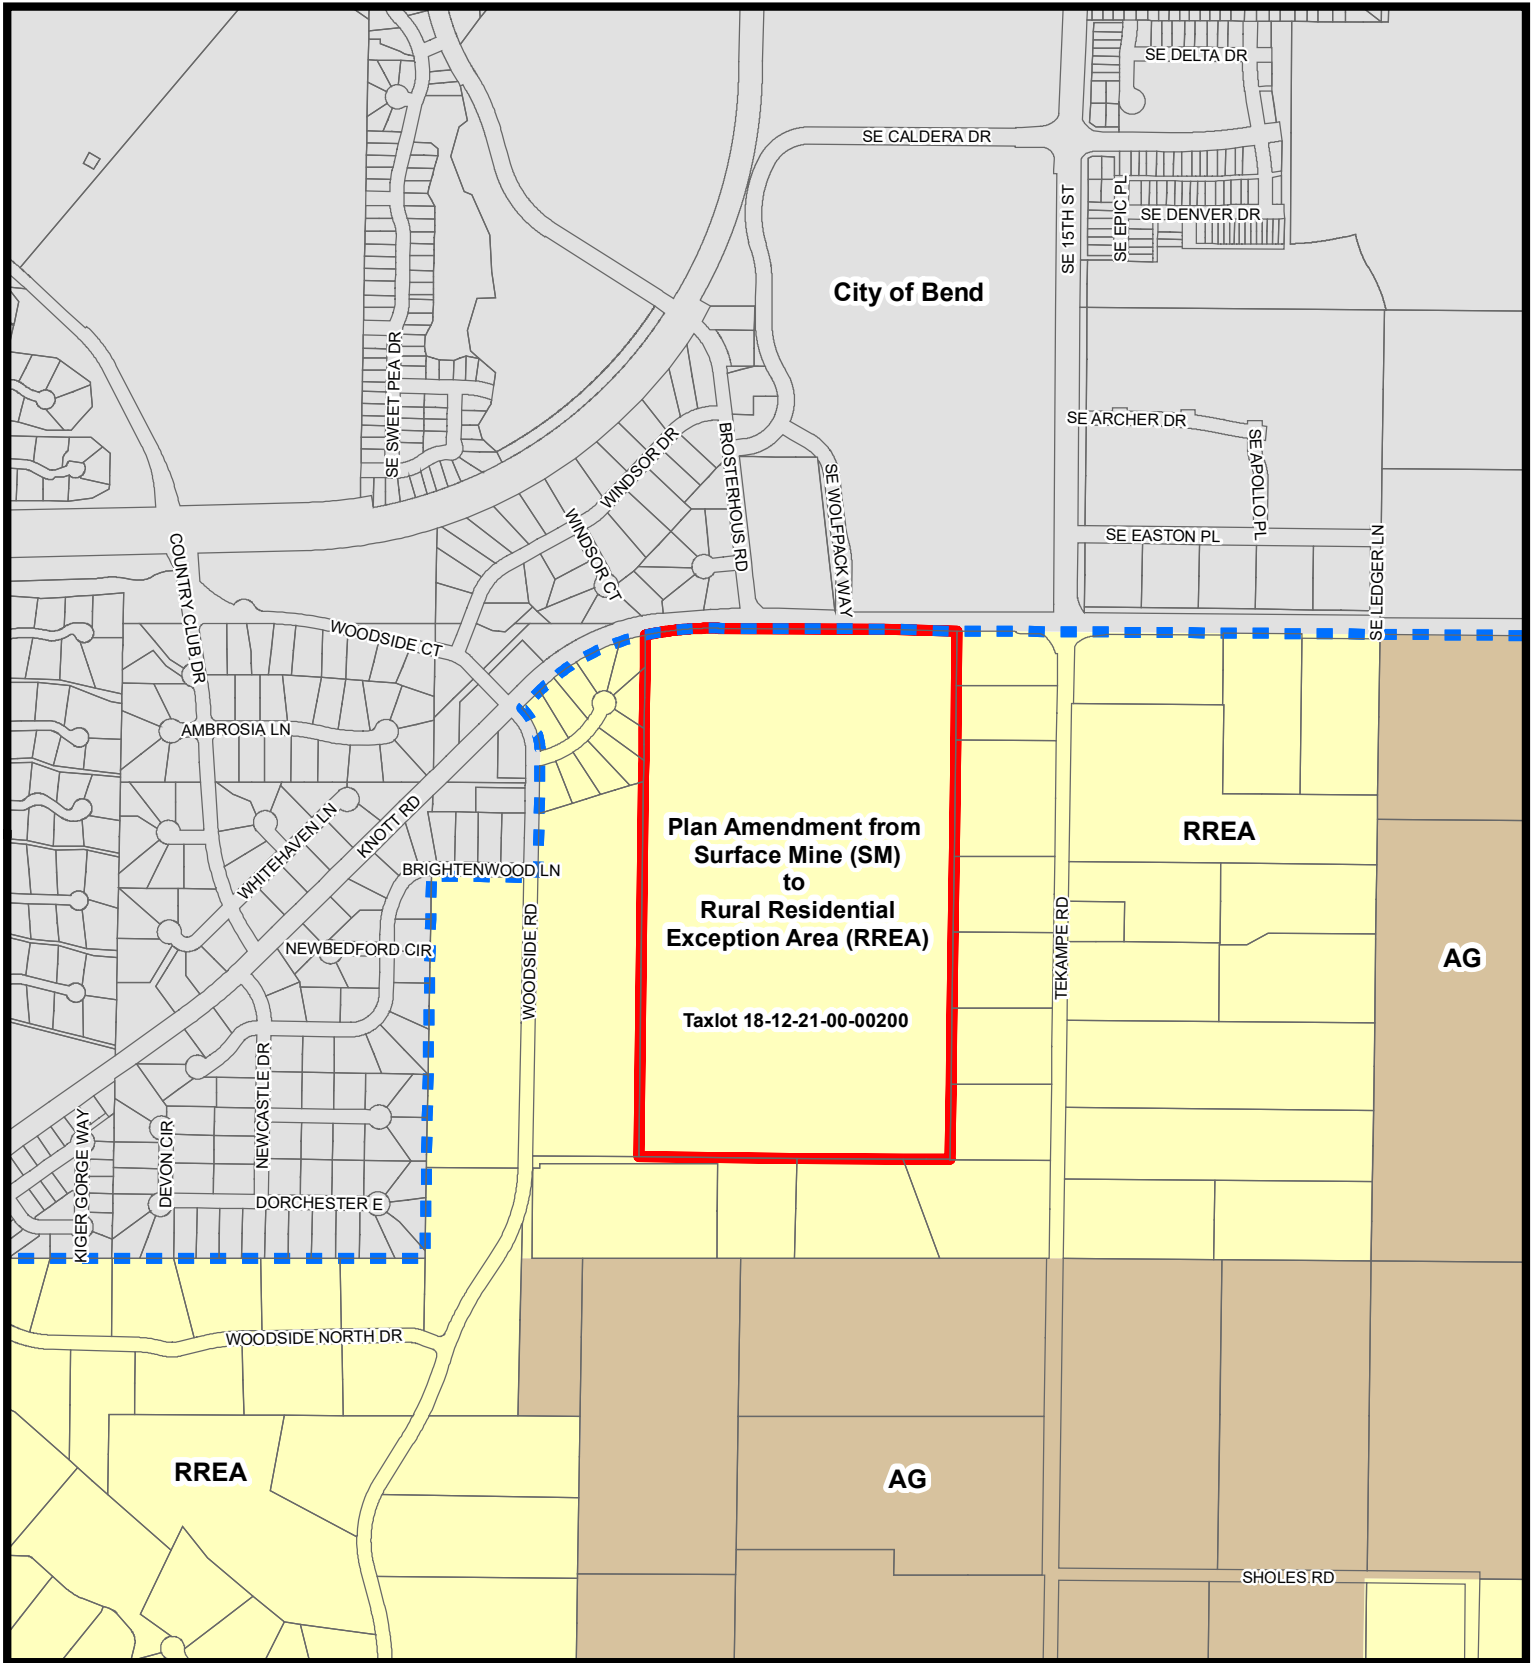 SE DELTA DR
SE CALDERA DR
SE 15TH ST
SE EPIC PL
SE DENVER DR
City of Bend
SE SWEET PEA DR
SE ARCHER DR
SE APOLLO PL
WINDSOR DR
BROSTERHOUS RD
SE WOLFPACK WAY
WINDSOR CT
SE EASTON PL
SE LEDGER LN
COUNTRY CLUB DR
WOODSIDE CT
AMBROSIA LN
WHITEHAVEN LN
KNOTT RD
BRIGHTENWOOD LN
Plan Amendment from
Surface Mine (SM)
to
Rural Residential
Exception Area (RREA)
RREA
NEWBEDFORD CIR
WOODSIDE RD
TEKAMPE RD
AG
Taxlot 18-12-21-00-00200
NEWCASTLE DR
KIGER GORGE WAY
DEVON CIR
DORCHESTER E
WOODSIDE NORTH DR
RREA
AG
SHOLES RD